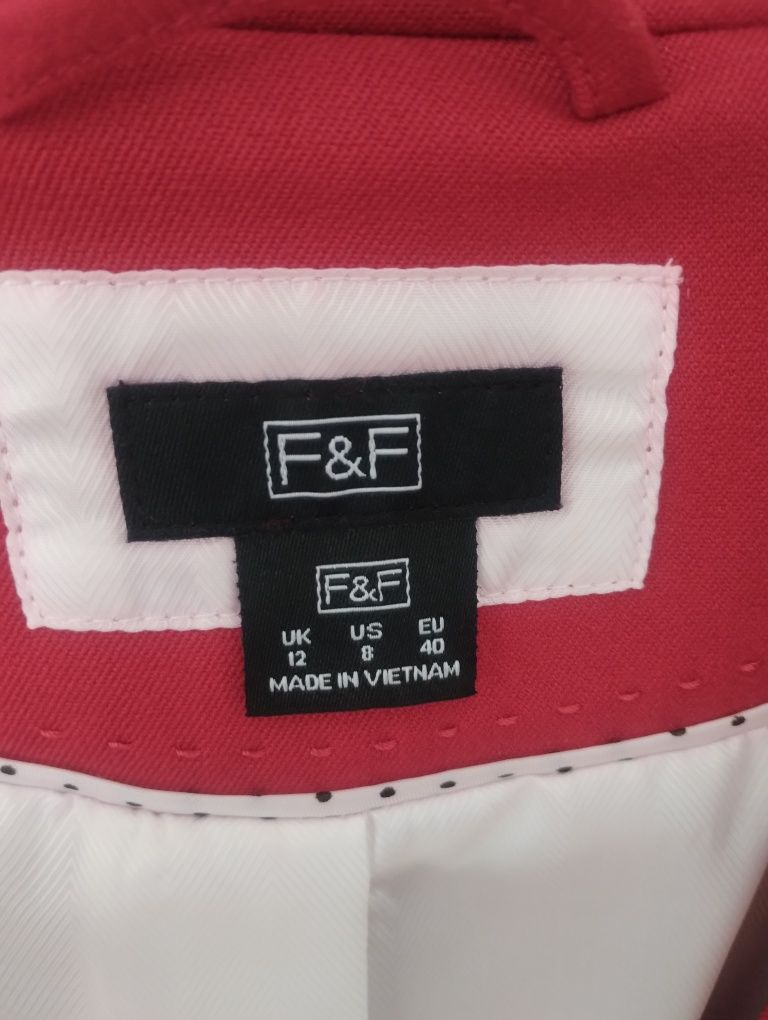 F&F
F&F
UK US EU
12 8 40
MADE IN VIETNAM